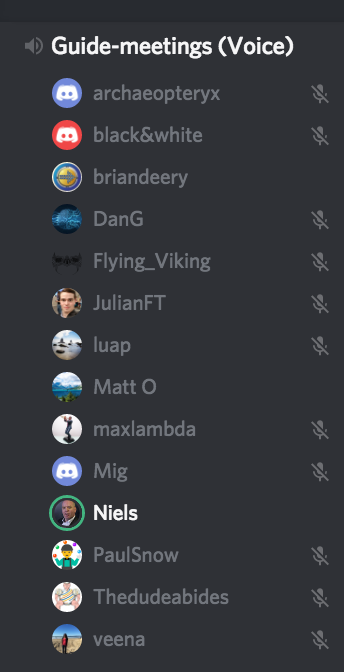 Guide-meetings (Voice)
archaeopteryx
black&white
briandeery
DanG
Flying_Viking
JulianFT
luap
Matt O
maxlambda
Mig
Niels
PaulSnow
Thedudeabides
veena